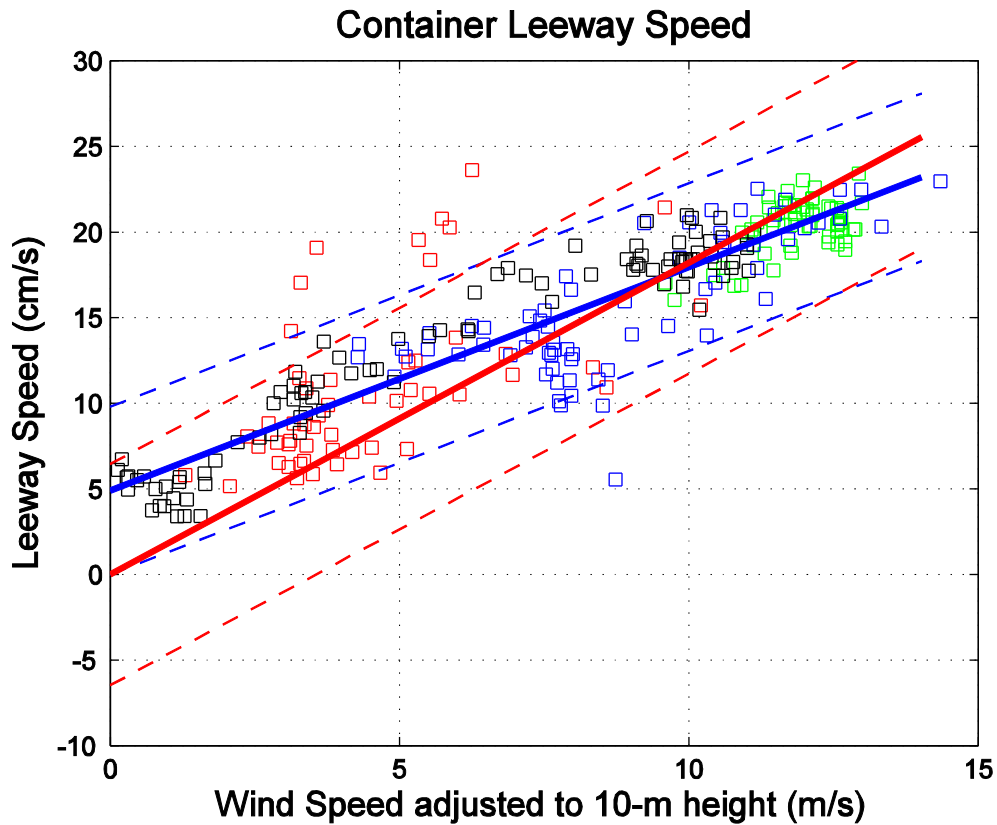 Container Leeway Speed
30
25
20
15
10
5
0
-5
-10
Leeway Speed (cm/s)
0 5 10 15
Wind Speed adjusted to 10-m height (m/s)